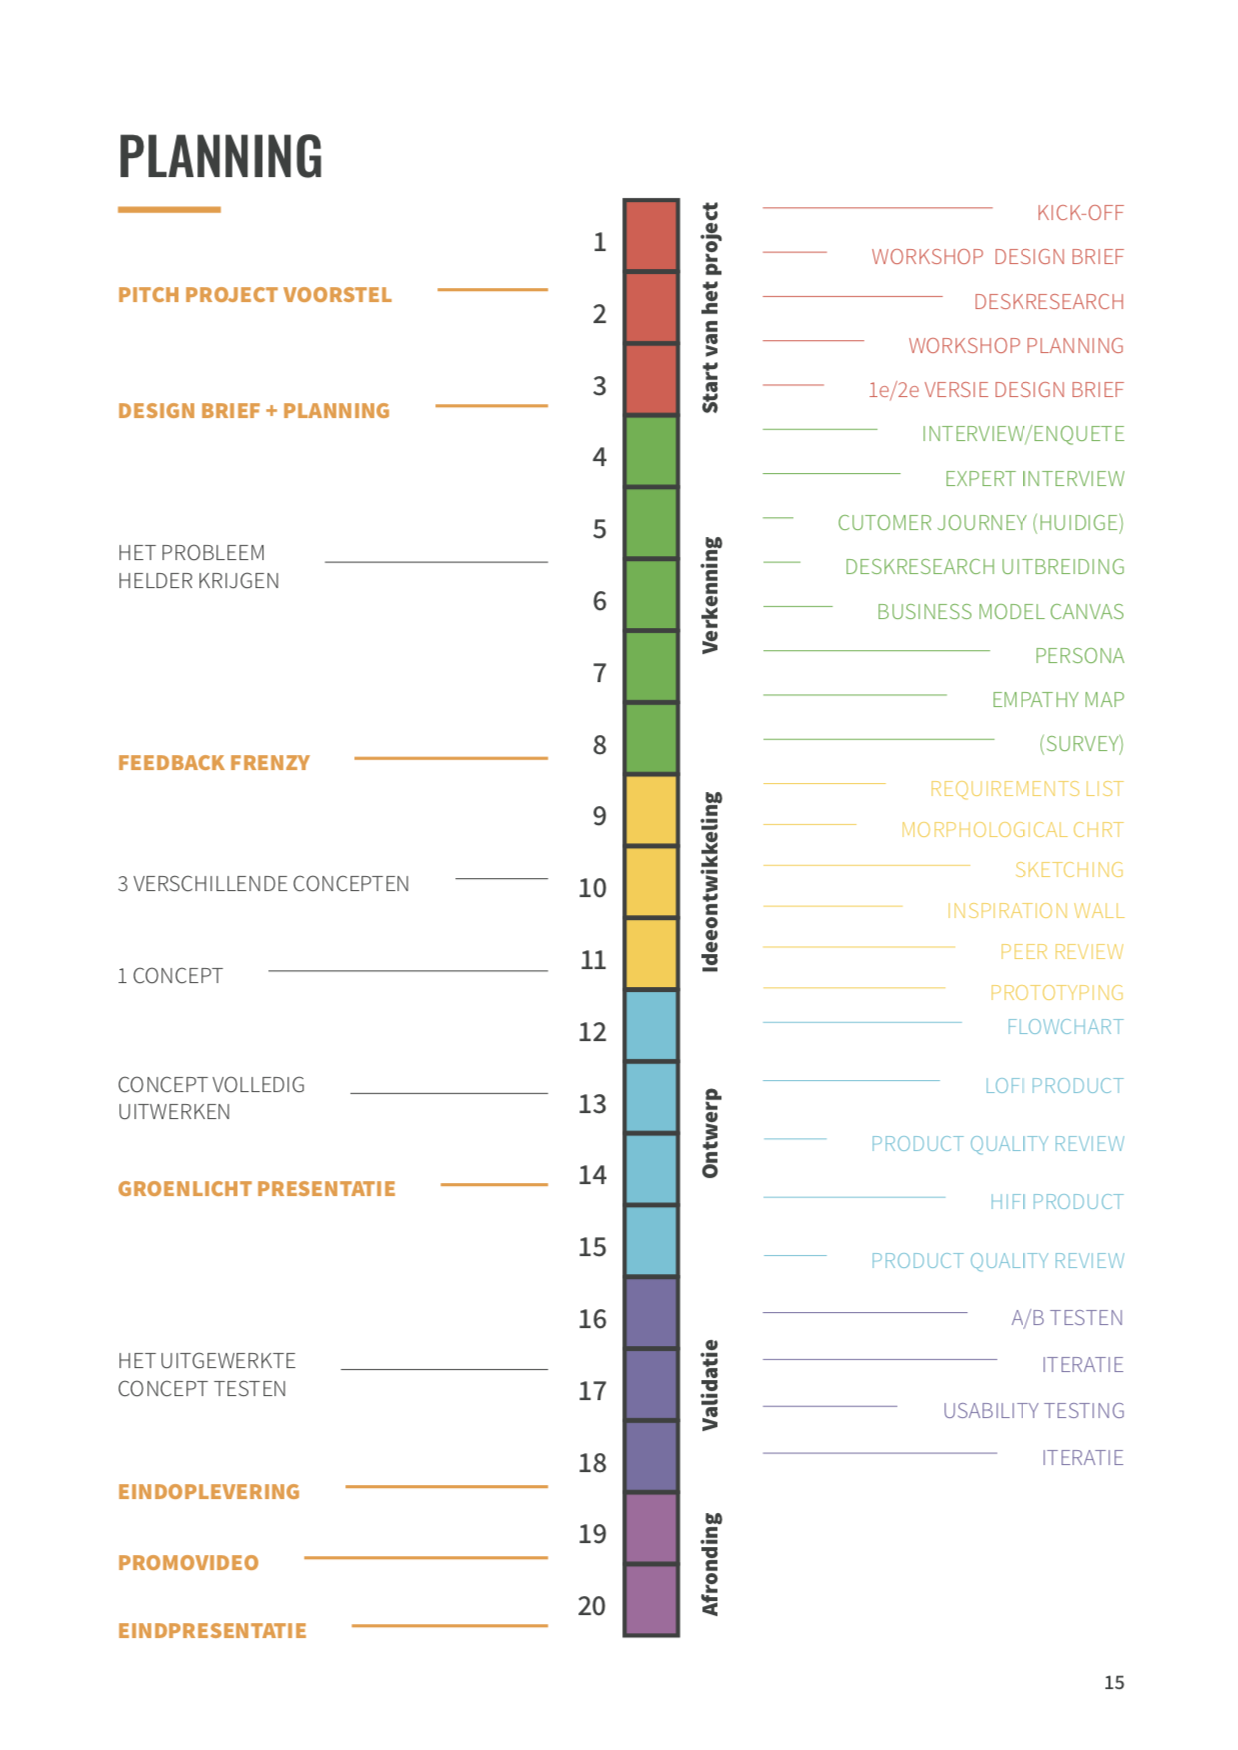 PLANNING
PITCH PROJECT VOORSTEL
DESIGN BRIEF + PLANNING
HET PROBLEEM
HELDER KRIJGEN
FEEDBACK FRENZY
3 VERSCHILLENDE CONCEPTEN
1 CONCEPT
CONCEPT VOLLEDIG
UITWERKEN
GROENLICHT PRESENTATIE
HET UITGEWERKTE
CONCEPT TESTEN
EINDOPLEVERING
PROMOVIDEO
EINDPRESENTATIE
1
2
3
4
5
6
7
8
9
10
11
12
13
14
15
16
17
18
19
20
Start van het project
Verkenning
Ideeontwikkeling
Ontwerp
Validatie
Afronding
KICK-OFF
WORKSHOP DESIGN BRIEF
DESKRESEARCH
WORKSHOP PLANNING
1e/2e VERSIE DESIGN BRIEF
INTERVIEW/ENQUETE
EXPERT INTERVIEW
CUTOMER JOURNEY (HUIDIGE)
DESKRESEARCH UITBREIDING
BUSINESS MODEL CANVAS
PERSONA
EMPATHY MAP
(SURVEY)
REQUIREMENTS LIST
MORPHOLOGICAL CHRT
SKETCHING
INSPIRATION WALL
PEER REVIEW
PROTOTYPING
FLOWCHART
LOFI PRODUCT
PRODUCT QUALITY REVIEW
HIFI PRODUCT
PRODUCT QUALITY REVIEW
A/B TESTEN
ITERATIE
USABILITY TESTING
ITERATIE
15